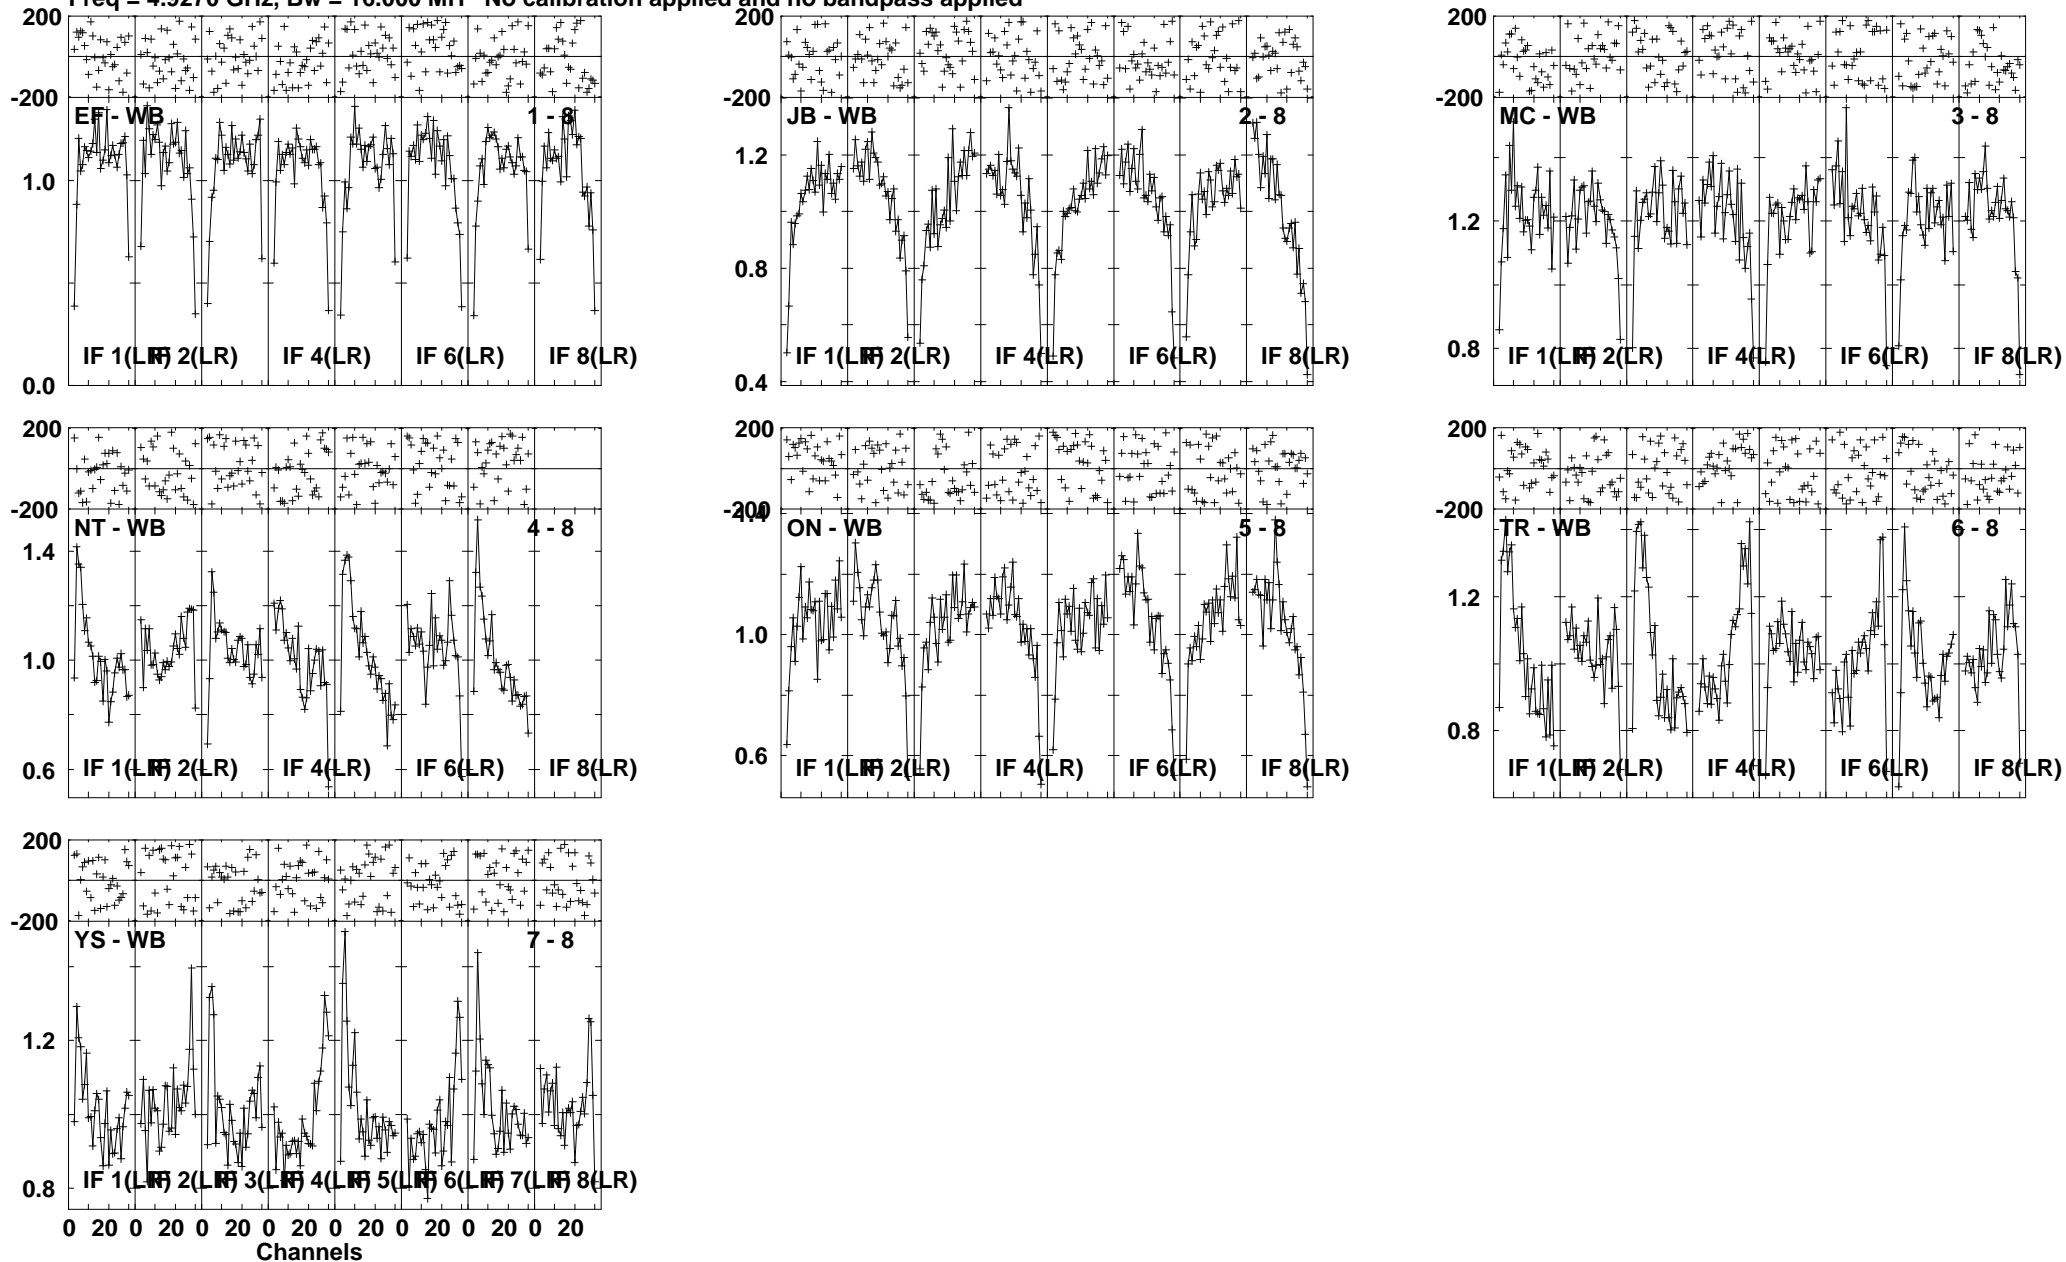 No calibration applied and no bandpass applied
200 200 200
-200 -200 -200
EF - WB 1 - 8 JB - WB 2 - 8 MC - WB 3 - 8
1.0 1.2 1.2
0.8 0.8
IF 1(LR) IF 2(LR) IF 4(LR) IF 6(LR) IF 8(LR) IF 1(LR) IF 2(LR) IF 4(LR) IF 6(LR) IF 8(LR) IF 1(LR) IF 2(LR) IF 4(LR) IF 6(LR) IF 8(LR)
0.0 0.4
200 200 200
-200 -200 1.4 -200
NT - WB 4 - 8 ON - WB 5 - 8 TR - WB 6 - 8
1.4 1.2
1.0 1.0
0.8
0.6 0.6
IF 1(LR) IF 2(LR) IF 4(LR) IF 6(LR) IF 8(LR) IF 1(LR) IF 2(LR) IF 4(LR) IF 6(LR) IF 8(LR) IF 1(LR) IF 2(LR) IF 4(LR) IF 6(LR) IF 8(LR)
200
-200
YS - WB 7 - 8
1.2
0.8
IF 1(LR) IF 2(LR) IF 3(LR) IF 4(LR) IF 5(LR) IF 6(LR) IF 7(LR) IF 8(LR)
0 20 0 20 0 20 0 20 0 20 0 20 0 20 0 20
Channels